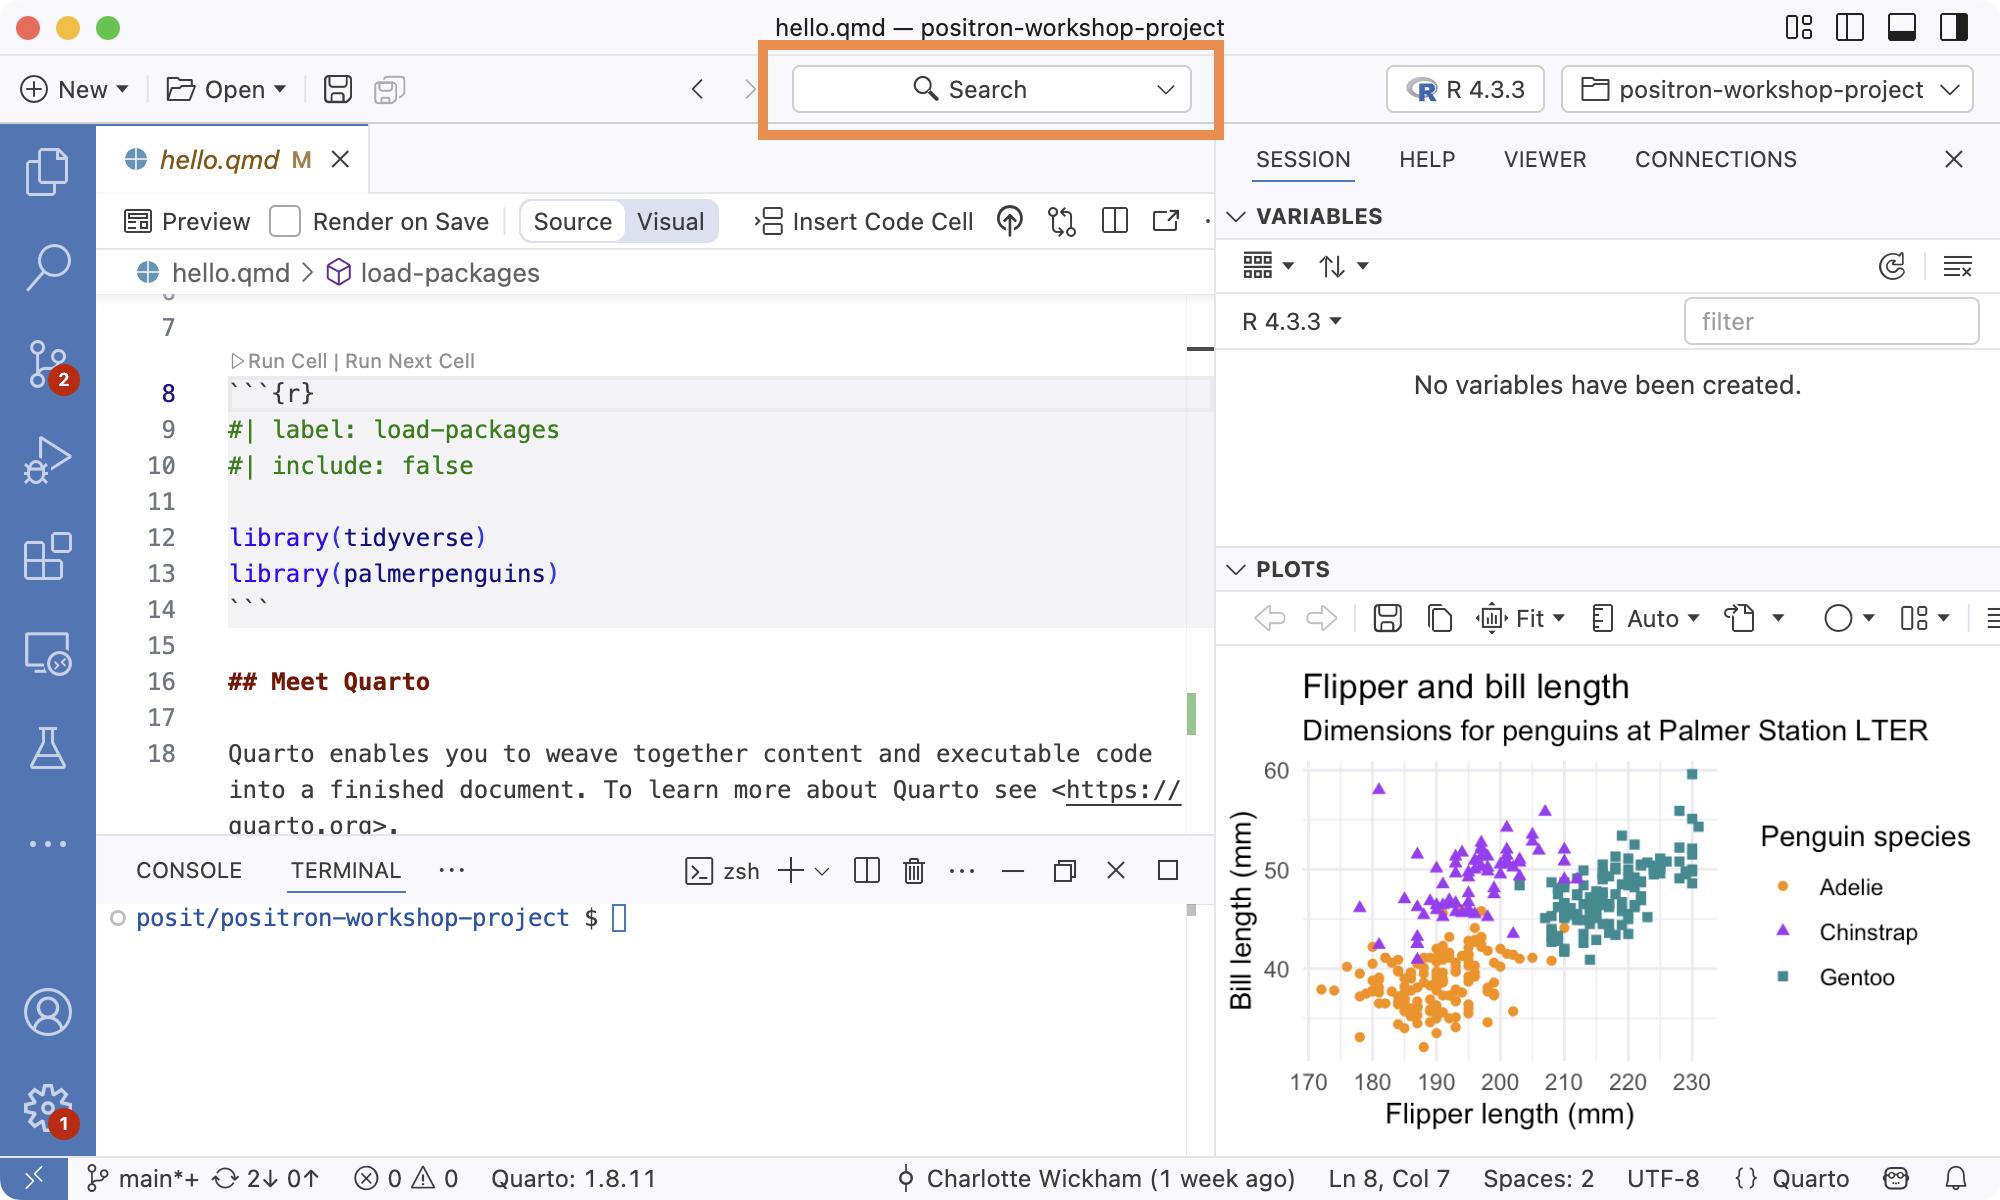 hello.qmd — positron-workshop-project
New Open Search R 4.3.3 positron-workshop-project
hello.qmd M
SESSION HELP VIEWER CONNECTIONS
Preview Render on Save Source Visual Insert Code Cell
hello.qmd > load-packages
7
Run Cell | Run Next Cell
8 ```{r}
9 #| label: load-packages
10 #| include: false
11
12 library(tidyverse)
13 library(palmerpenguins)
14 ```
15
16 ## Meet Quarto
17
18 Quarto enables you to weave together content and executable code
into a finished document. To learn more about Quarto see <https://
quarto.org>.
CONSOLE TERMINAL ··· zsh
posit/positron-workshop-project $
VARIABLES
R 4.3.3 filter
No variables have been created.
PLOTS
Fit Auto
Flipper and bill length
Dimensions for penguins at Palmer Station LTER
60
50
40
Bill length (mm)
170 180 190 200 210 220 230
Flipper length (mm)
Penguin species
Adelie
Chinstrap
Gentoo
2
1
main*+ 2↓ 0↑ 0 0 Quarto: 1.8.11 Charlotte Wickham (1 week ago) Ln 8, Col 7 Spaces: 2 UTF-8 {} Quarto